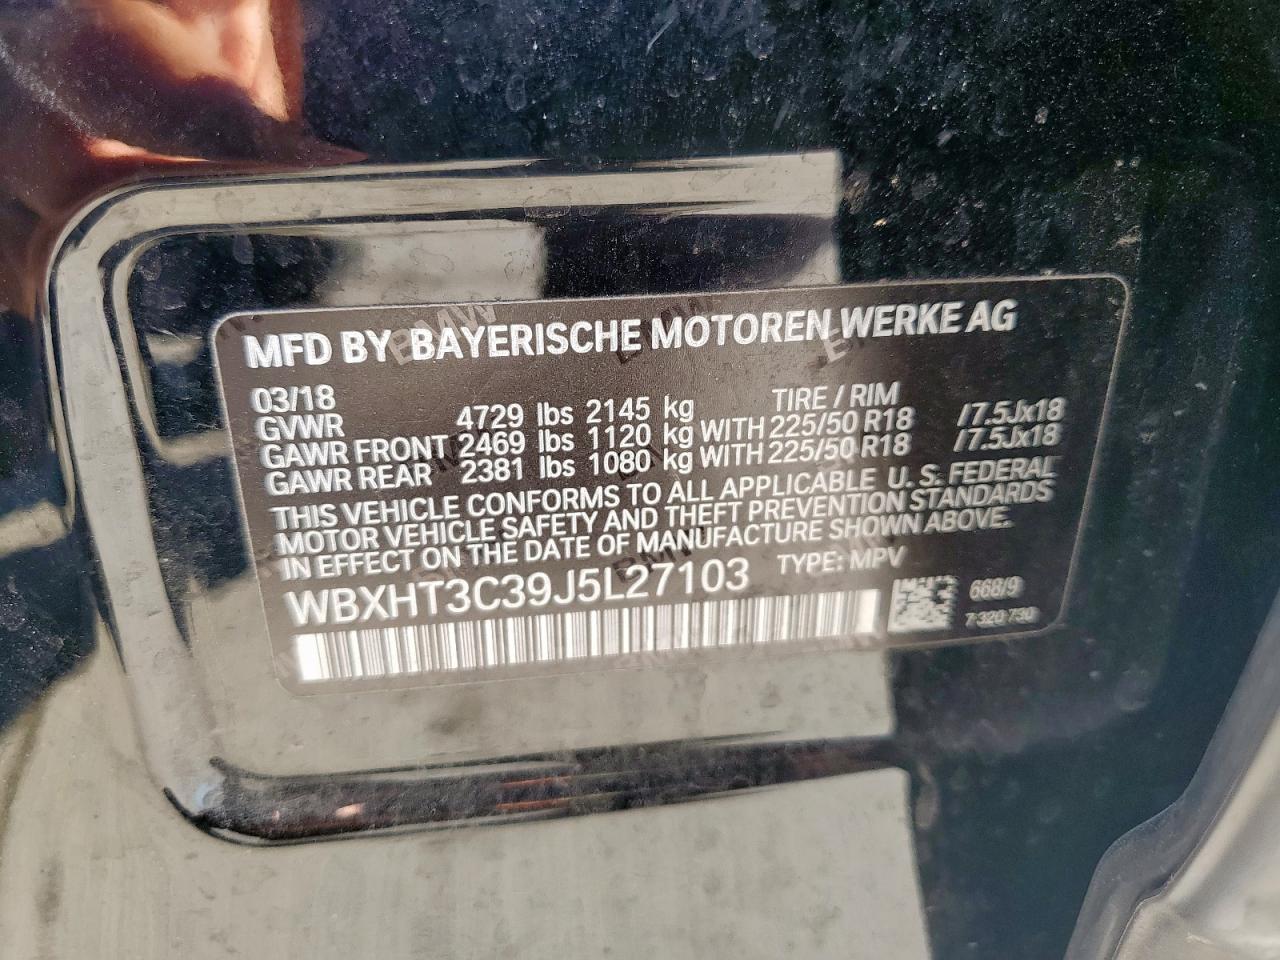 MFD BY BAYERISCHE MOTOREN WERKE AG
03/18 TIRE / RIM
GVWR 4729 lbs 2145 kg
GAWR FRONT 2469 lbs 1120 kg WITH 225/50 R18 /7.5Jx18
GAWR REAR 2381 lbs 1080 kg WITH 225/50 R18 /7.5Jx18
THIS VEHICLE CONFORMS TO ALL APPLICABLE U. S. FEDERAL
MOTOR VEHICLE SAFETY AND THEFT PREVENTION STANDARDS
IN EFFECT ON THE DATE OF MANUFACTURE SHOWN ABOVE.
WBXHT3C39J5L27103 TYPE: MPV
668/9
7 320 730